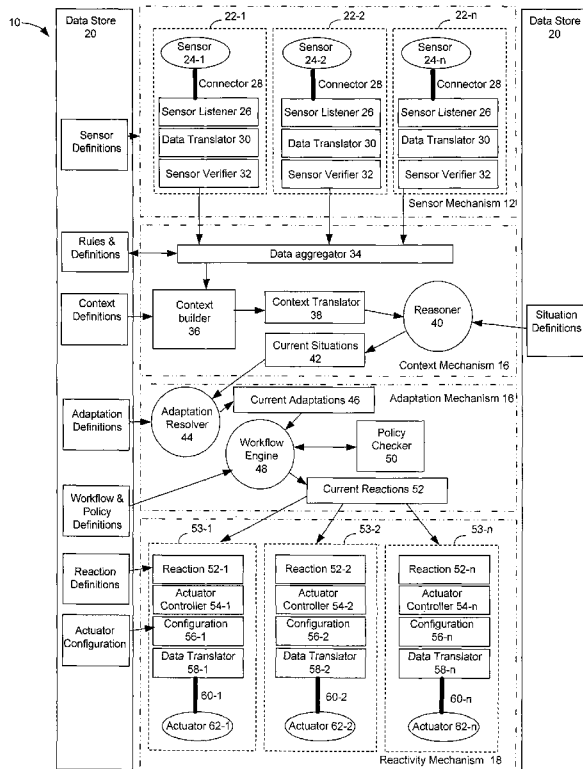 10
Data Store
20
22-1
22-2
22-n
Data Store
20
Sensor
24-1
Sensor
24-2
Sensor
24-n
Connector 28
Connector 28
Connector 28
Sensor Listener 26
Sensor Listener 26
Sensor Listener 26
Sensor
Definitions
Data Translator 30
Data Translator 30
Data Translator 30
Sensor Verifier 32
Sensor Verifier 32
Sensor Verifier 32
Sensor Mechanism 12
Rules &
Definitions
Data aggregator 34
Context
Definitions
Context
builder
36
Context Translator
38
Reasoner
40
Situation
Definitions
Current Situations
42
Context Mechanism 16
Adaptation Mechanism 16
Adaptation
Definitions
Adaptation
Resolver
44
Current Adaptations 46
Workflow
Engine
48
Policy
Checker
50
Workflow &
Policy
Definitions
Current Reactions 52
53-1
53-2
53-n
Reaction
Definitions
Reaction 52-1
Reaction 52-2
Reaction 52-n
Actuator
Controller 54-1
Actuator
Controller 54-2
Actuator
Controller 54-n
Actuator
Configuration
Configuration
56-1
Configuration
56-2
Configuration
56-n
Data Translator
58-1
Data Translator
58-2
Data Translator
58-n
60-1
60-2
60-n
Actuator 62-1
Actuator 62-2
Actuator 62-n
Reactivity Mechanism 18